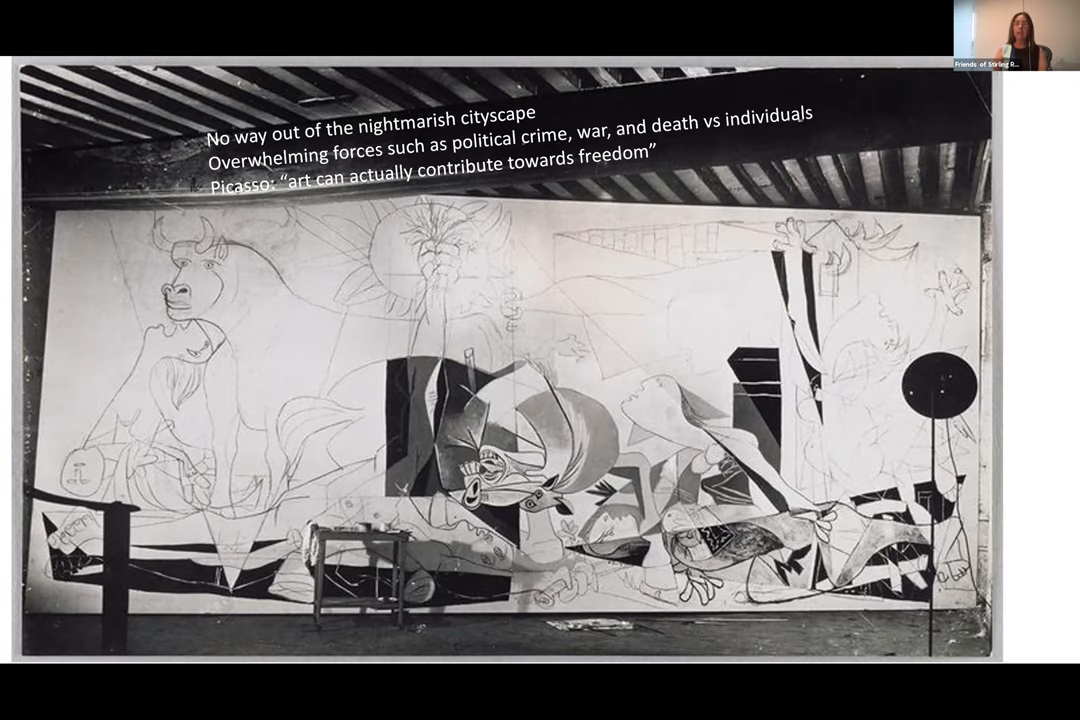 Friends of Stirling R...
No way out of the nightmarish cityscape
Overwhelming forces such as political crime, war, and death vs individuals
Picasso: “art can actually contribute towards freedom”